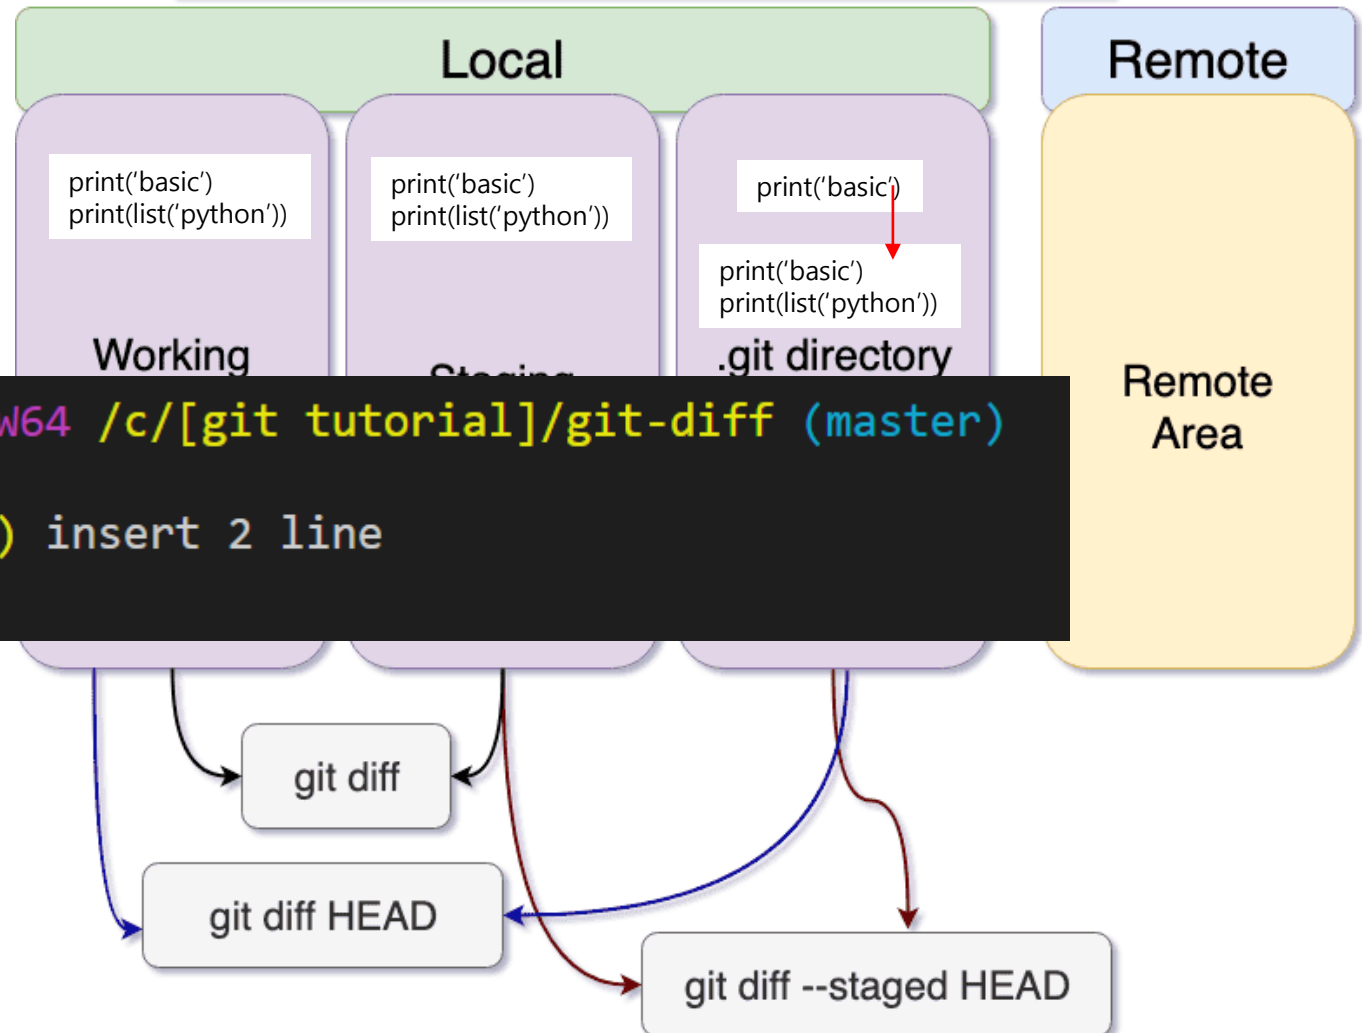 Local
Remote
print(‘basic’)
print(list(‘python’))
print(‘basic’)
print(list(‘python’))
print(‘basic’)
print(‘basic’)
print(list(‘python’))
Working
Staging
.git directory
Remote
Area
W64 /c/[git tutorial]/git-diff (master)
) insert 2 line
git diff
git diff HEAD
git diff --staged HEAD